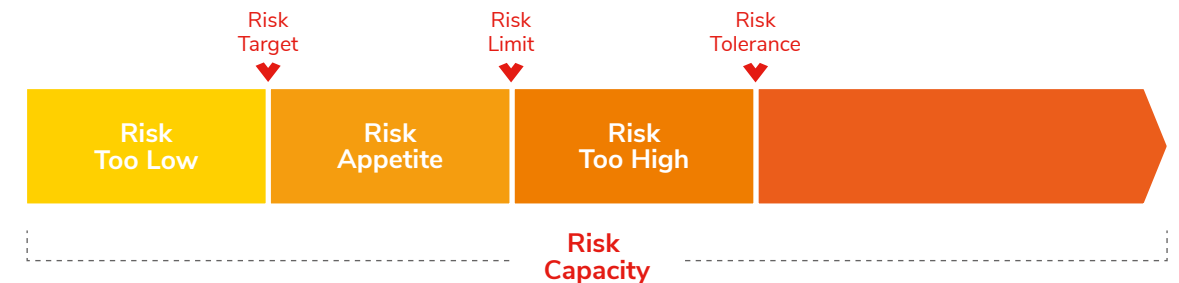 Risk
Target
Risk
Limit
Risk
Tolerance
Risk
Too Low
Risk
Appetite
Risk
Too High
Risk
Capacity